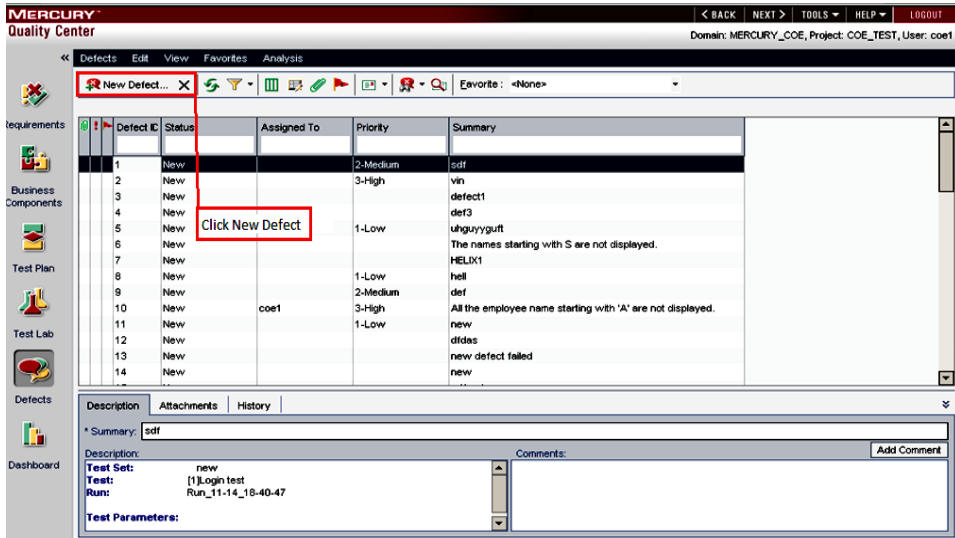 MERCURY
< BACK NEXT > TOOLS HELP LOGOUT
Quality Center
Domain: MERCURY_COE, Project: COE_TEST, User: coe1
« Defects Edit View Favorites Analysis
New Defect... X Favorite: <None>
Requirements
Business Components
Test Plan
Test Lab
Defects
Dashboard
! Defect ID Status Assigned To Priority Summary
1 New 2-Medium sdf
2 New 3-High vin
3 New defect1
4 New def3
5 New 1-Low uhguyyguft
6 New The names starting with S are not displayed.
7 New HELIX1
8 New 1-Low hell
9 New 2-Medium def
10 New coe1 3-High All the employee name starting with 'A' are not displayed.
11 New 1-Low new
12 New dfdas
13 New new defect failed
14 New new
Click New Defect
Description Attachments History
* Summary: sdf
Description: Comments: Add Comment
Test Set: new
Test: [1]Login test
Run: Run_11-14_18-40-47
Test Parameters: